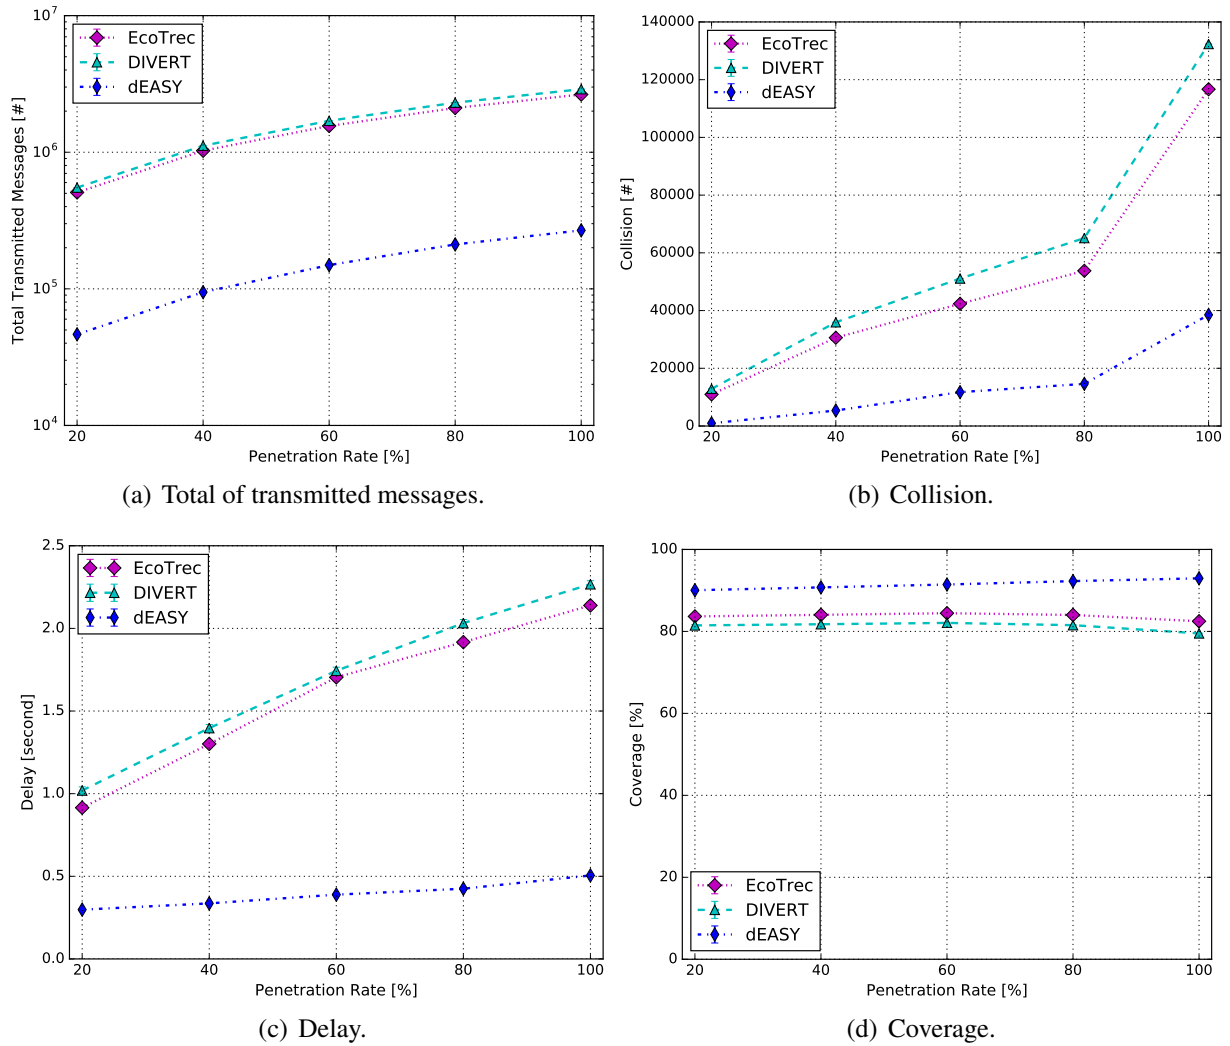 10^7
10^6
10^5
10^4
Total Transmitted Messages [#]
EcoTrec
DIVERT
dEASY
20 40 60 80 100
Penetration Rate [%]
(a) Total of transmitted messages.
140000
120000
100000
80000
60000
40000
20000
0
Collision [#]
EcoTrec
DIVERT
dEASY
20 40 60 80 100
Penetration Rate [%]
(b) Collision.
2.5
2.0
1.5
1.0
0.5
0.0
Delay [second]
EcoTrec
DIVERT
dEASY
20 40 60 80 100
Penetration Rate [%]
(c) Delay.
100
80
60
40
20
0
Coverage [%]
EcoTrec
DIVERT
dEASY
20 40 60 80 100
Penetration Rate [%]
(d) Coverage.